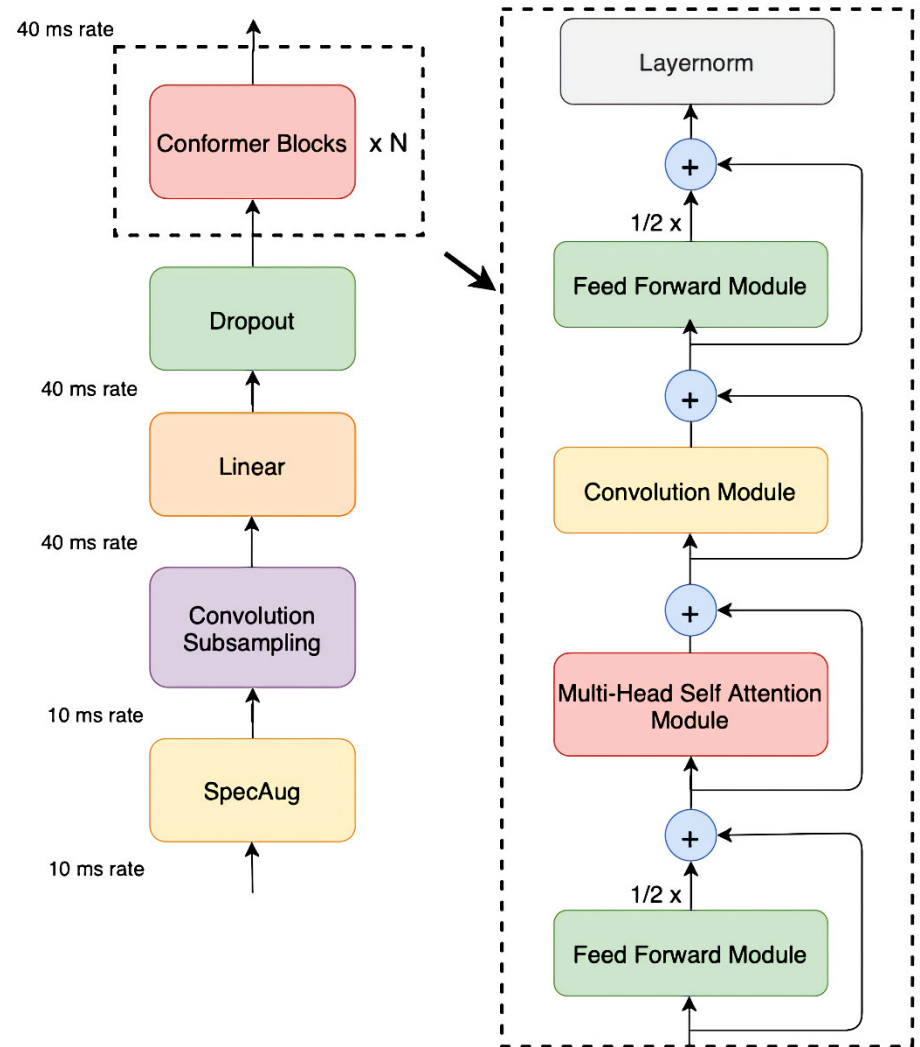 40 ms rate
Conformer Blocks
x N
Dropout
40 ms rate
Linear
40 ms rate
Convolution
Subsampling
10 ms rate
SpecAug
10 ms rate
Layernorm
+
1/2 x
Feed Forward Module
+
Convolution Module
+
Multi-Head Self Attention
Module
+
1/2 x
Feed Forward Module